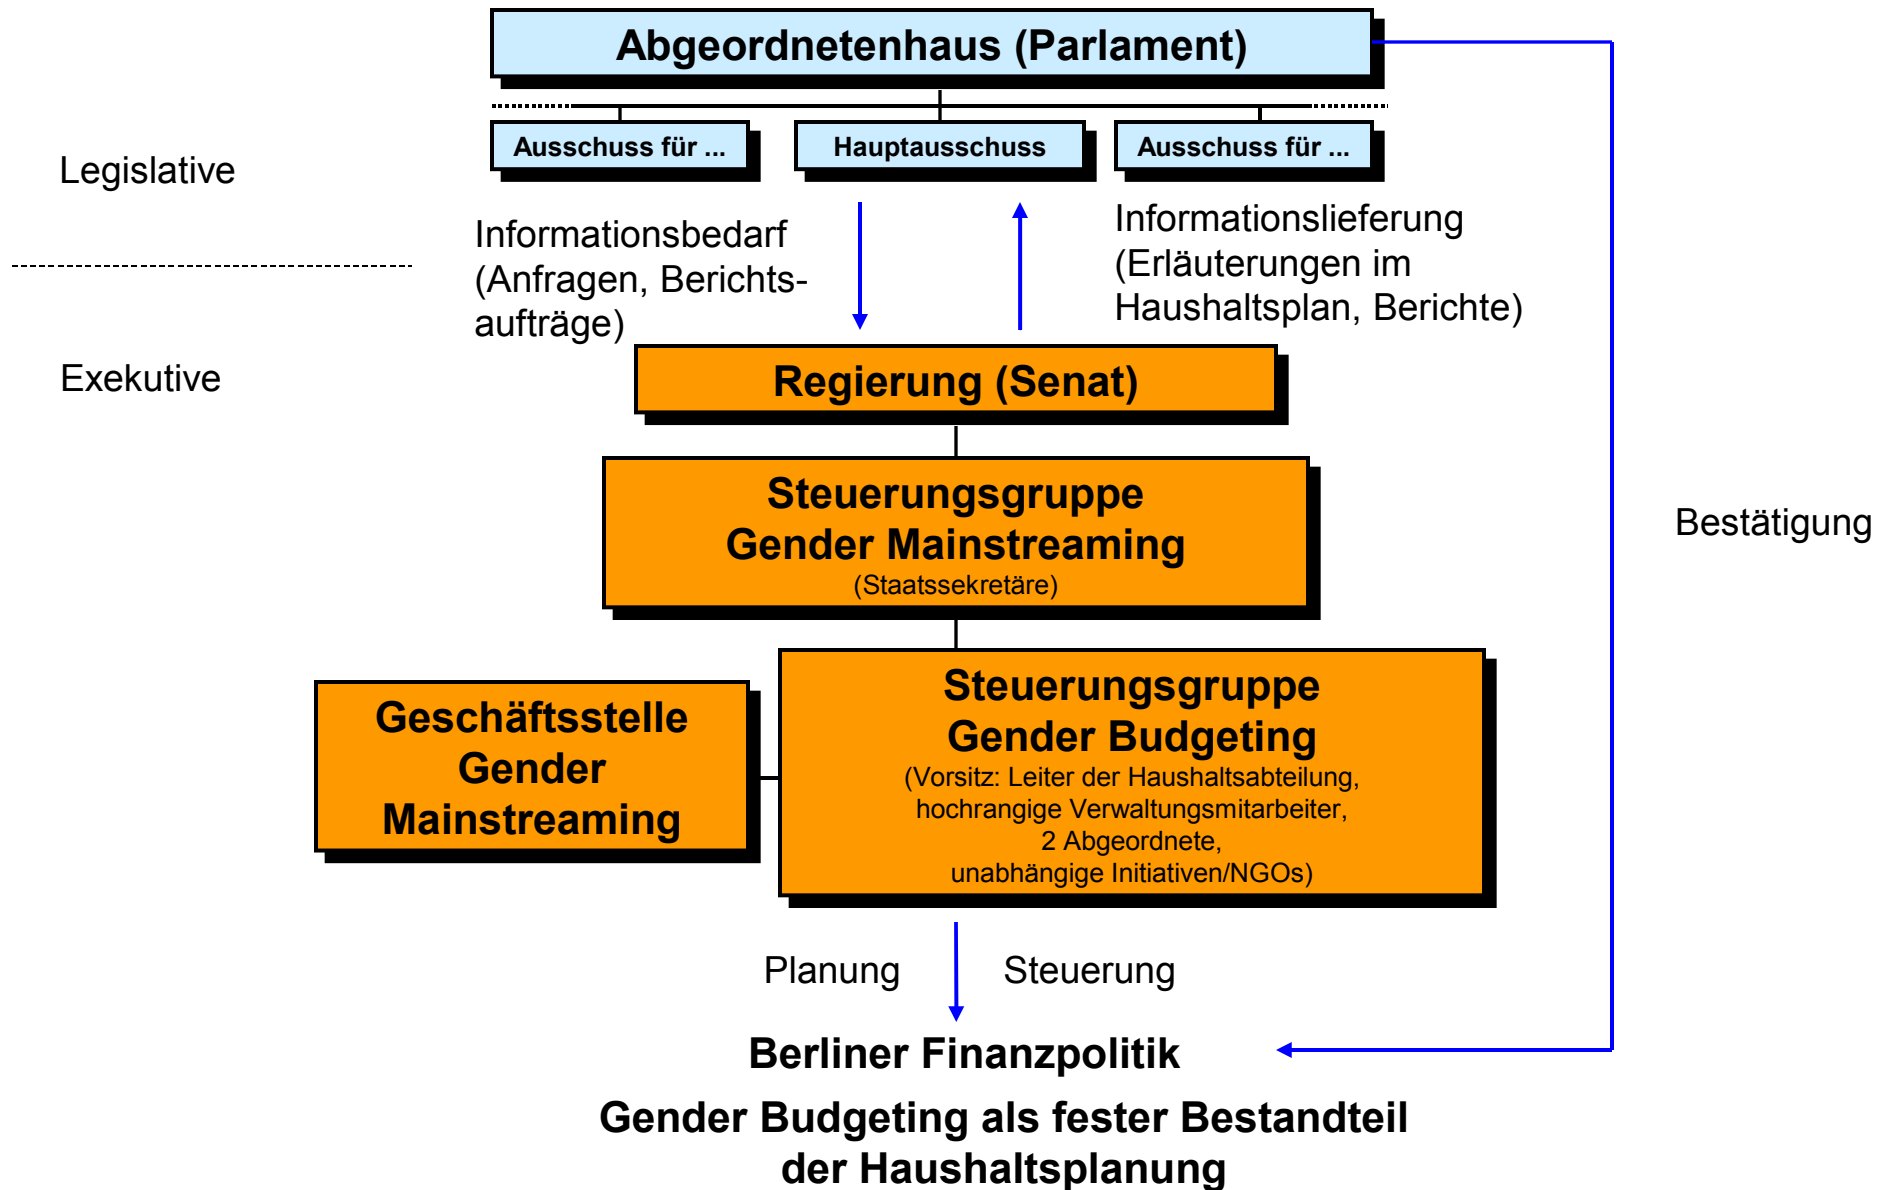 Abgeordnetenhaus (Parlament)
Ausschuss für ...
Hauptausschuss
Ausschuss für ...
Legislative
Informationsbedarf
(Anfragen, Berichts-
aufträge)
Informationslieferung
(Erläuterungen im
Haushaltsplan, Berichte)
Exekutive
Regierung (Senat)
Steuerungsgruppe
Gender Mainstreaming
(Staatssekretäre)
Bestätigung
Geschäftsstelle
Gender
Mainstreaming
Steuerungsgruppe
Gender Budgeting
(Vorsitz: Leiter der Haushaltsabteilung,
hochrangige Verwaltungsmitarbeiter,
2 Abgeordnete,
unabhängige Initiativen/NGOs)
Planung
Steuerung
Berliner Finanzpolitik
Gender Budgeting als fester Bestandteil
der Haushaltsplanung